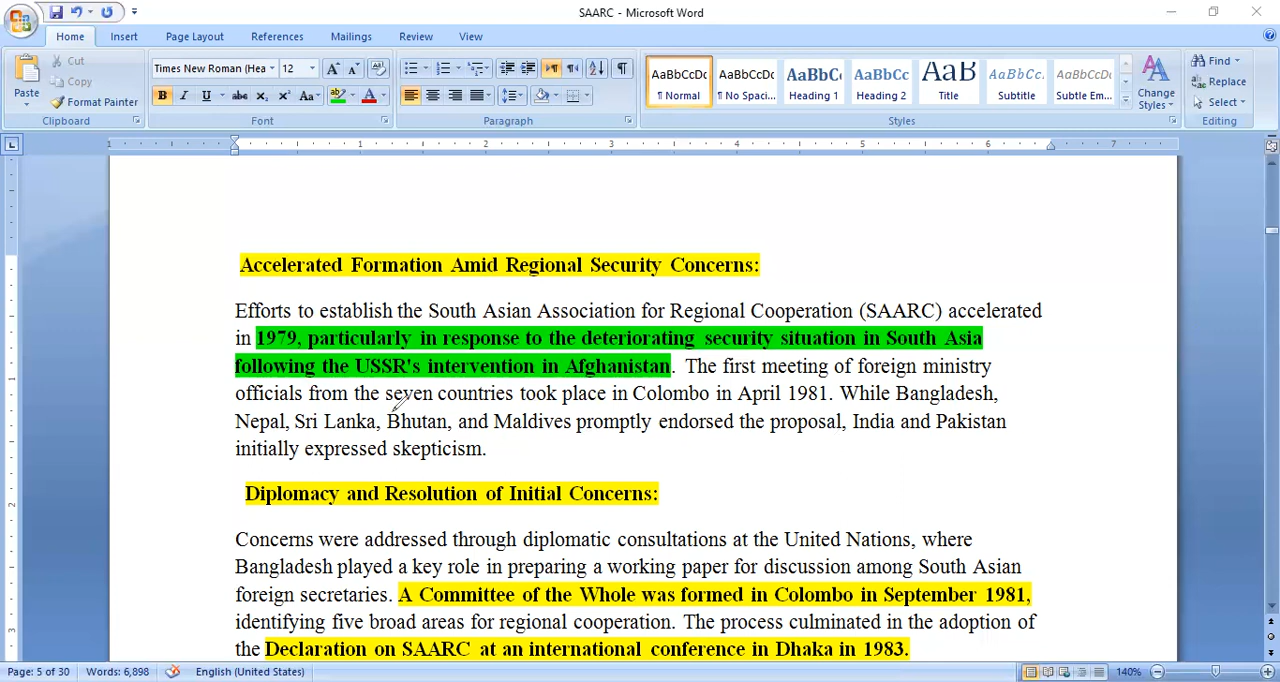 SAARC - Microsoft Word
Home Insert Page Layout References Mailings Review View
Paste Cut Copy Format Painter
Times New Roman (Hea 12
AaBbCcDc AaBbCcDc AaBbC AaBbCc AaB AaBbCc. AaBbCcDc
¶ Normal ¶ No Spaci... Heading 1 Heading 2 Title Subtitle Subtle Em...
Change Styles
Find Replace Select
Clipboard Font Paragraph Styles Editing
1 1 2 3 4 5 6 7
Accelerated Formation Amid Regional Security Concerns:
Efforts to establish the South Asian Association for Regional Cooperation (SAARC) accelerated
in 1979, particularly in response to the deteriorating security situation in South Asia
following the USSR's intervention in Afghanistan. The first meeting of foreign ministry
officials from the seven countries took place in Colombo in April 1981. While Bangladesh,
Nepal, Sri Lanka, Bhutan, and Maldives promptly endorsed the proposal, India and Pakistan
initially expressed skepticism.
Diplomacy and Resolution of Initial Concerns:
Concerns were addressed through diplomatic consultations at the United Nations, where
Bangladesh played a key role in preparing a working paper for discussion among South Asian
foreign secretaries. A Committee of the Whole was formed in Colombo in September 1981,
identifying five broad areas for regional cooperation. The process culminated in the adoption of
the Declaration on SAARC at an international conference in Dhaka in 1983.
Page: 5 of 30 Words: 6,898 English (United States) 140%